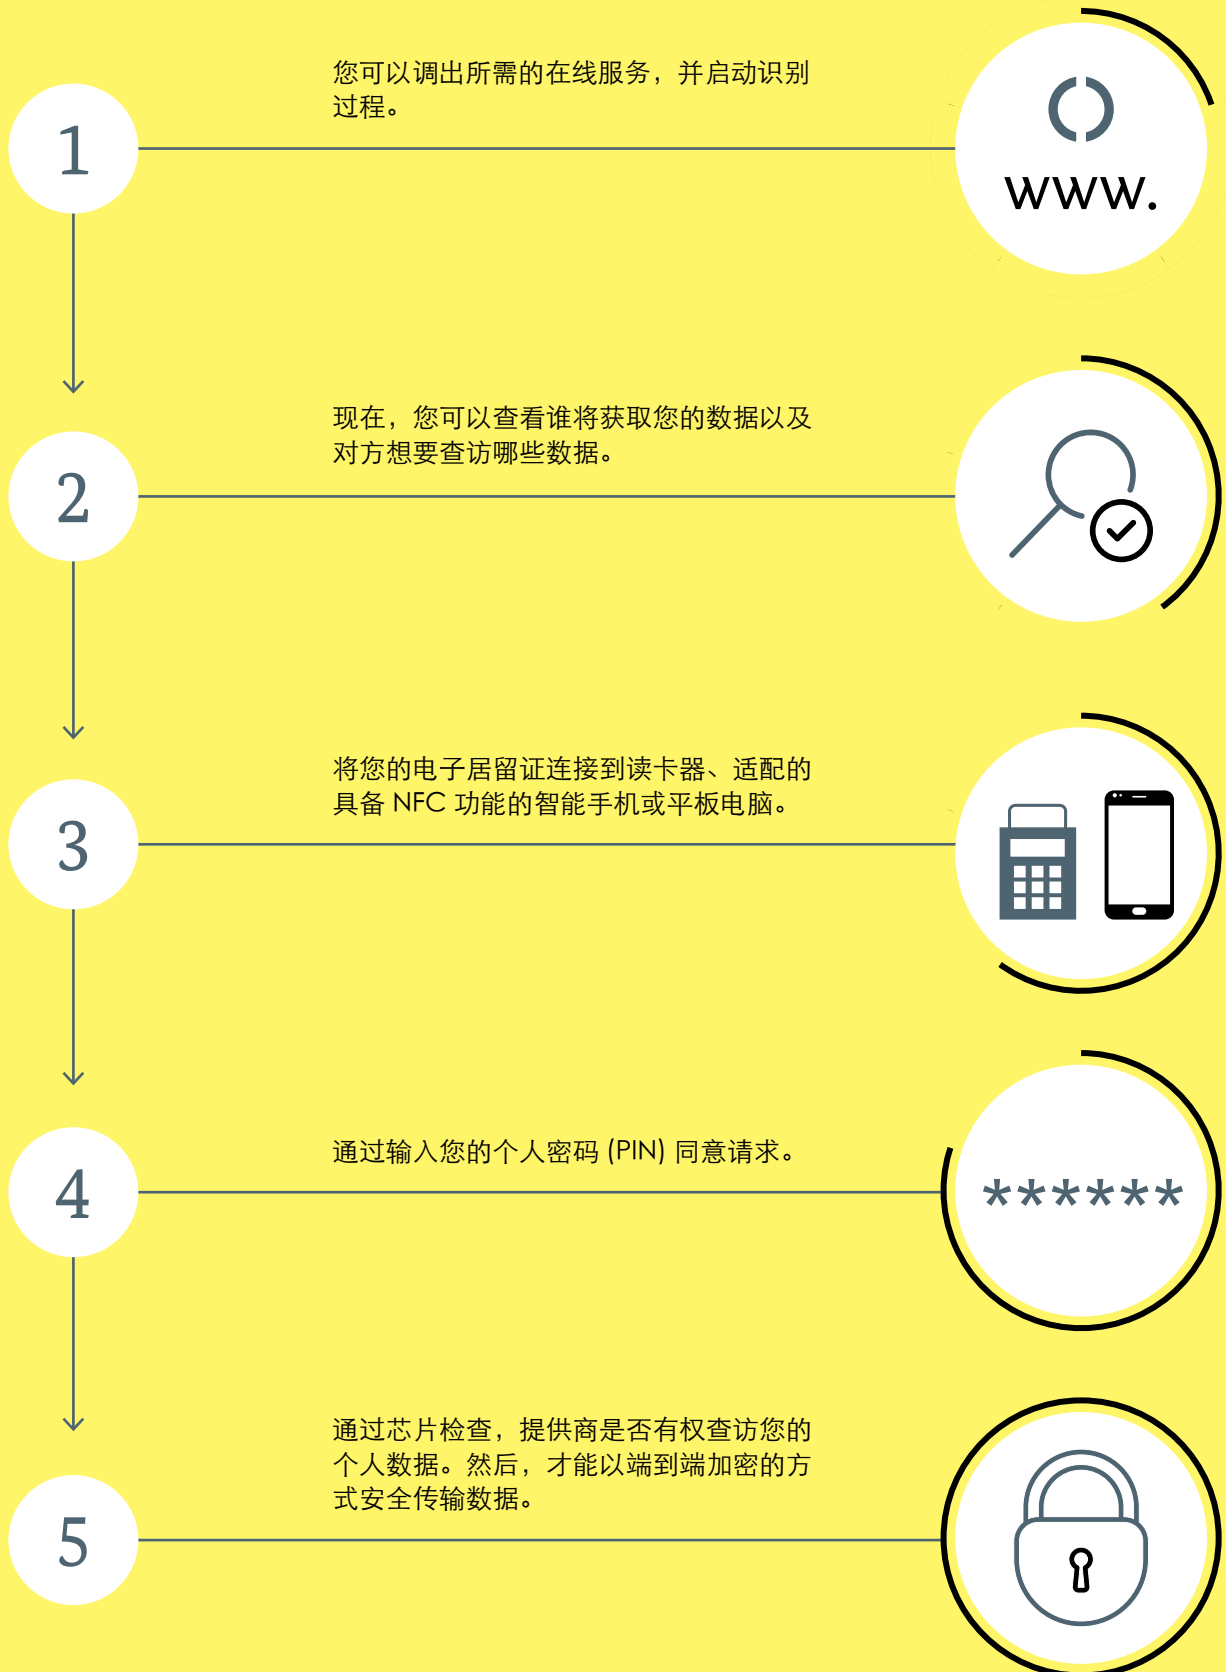 您可以调出所需的在线服务，并启动识别
过程。
1
www.
现在，您可以查看谁将获取您的数据以及
对方想要查访哪些数据。
2
将您的电子居留证连接到读卡器、适配的
具备 NFC 功能的智能手机或平板电脑。
3
通过输入您的个人密码 (PIN) 同意请求。
4
******
通过芯片检查，提供商是否有权查访您的
个人数据。然后，才能以端到端加密的方
式安全传输数据。
5